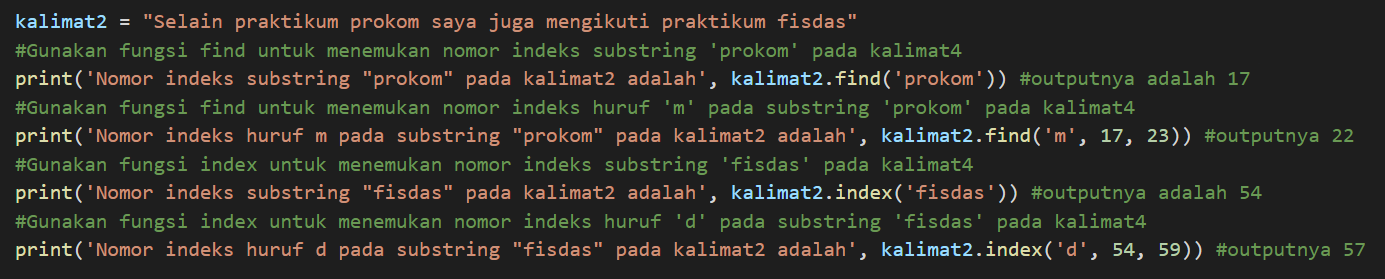 kalimat2 = "Selain praktikum prokom saya juga mengikuti praktikum fisdas"
#Gunakan fungsi find untuk menemukan nomor indeks substring 'prokom' pada kalimat4
print('Nomor indeks substring "prokom" pada kalimat2 adalah', kalimat2.find('prokom')) #outputnya adalah 17
#Gunakan fungsi find untuk menemukan nomor indeks huruf 'm' pada substring 'prokom' pada kalimat4
print('Nomor indeks huruf m pada substring "prokom" pada kalimat2 adalah', kalimat2.find('m', 17, 23)) #outputnya 22
#Gunakan fungsi index untuk menemukan nomor indeks substring 'fisdas' pada kalimat4
print('Nomor indeks substring "fisdas" pada kalimat2 adalah', kalimat2.index('fisdas')) #outputnya adalah 54
#Gunakan fungsi index untuk menemukan nomor indeks huruf 'd' pada substring 'fisdas' pada kalimat4
print('Nomor indeks huruf d pada substring "fisdas" pada kalimat2 adalah', kalimat2.index('d', 54, 59)) #outputnya 57